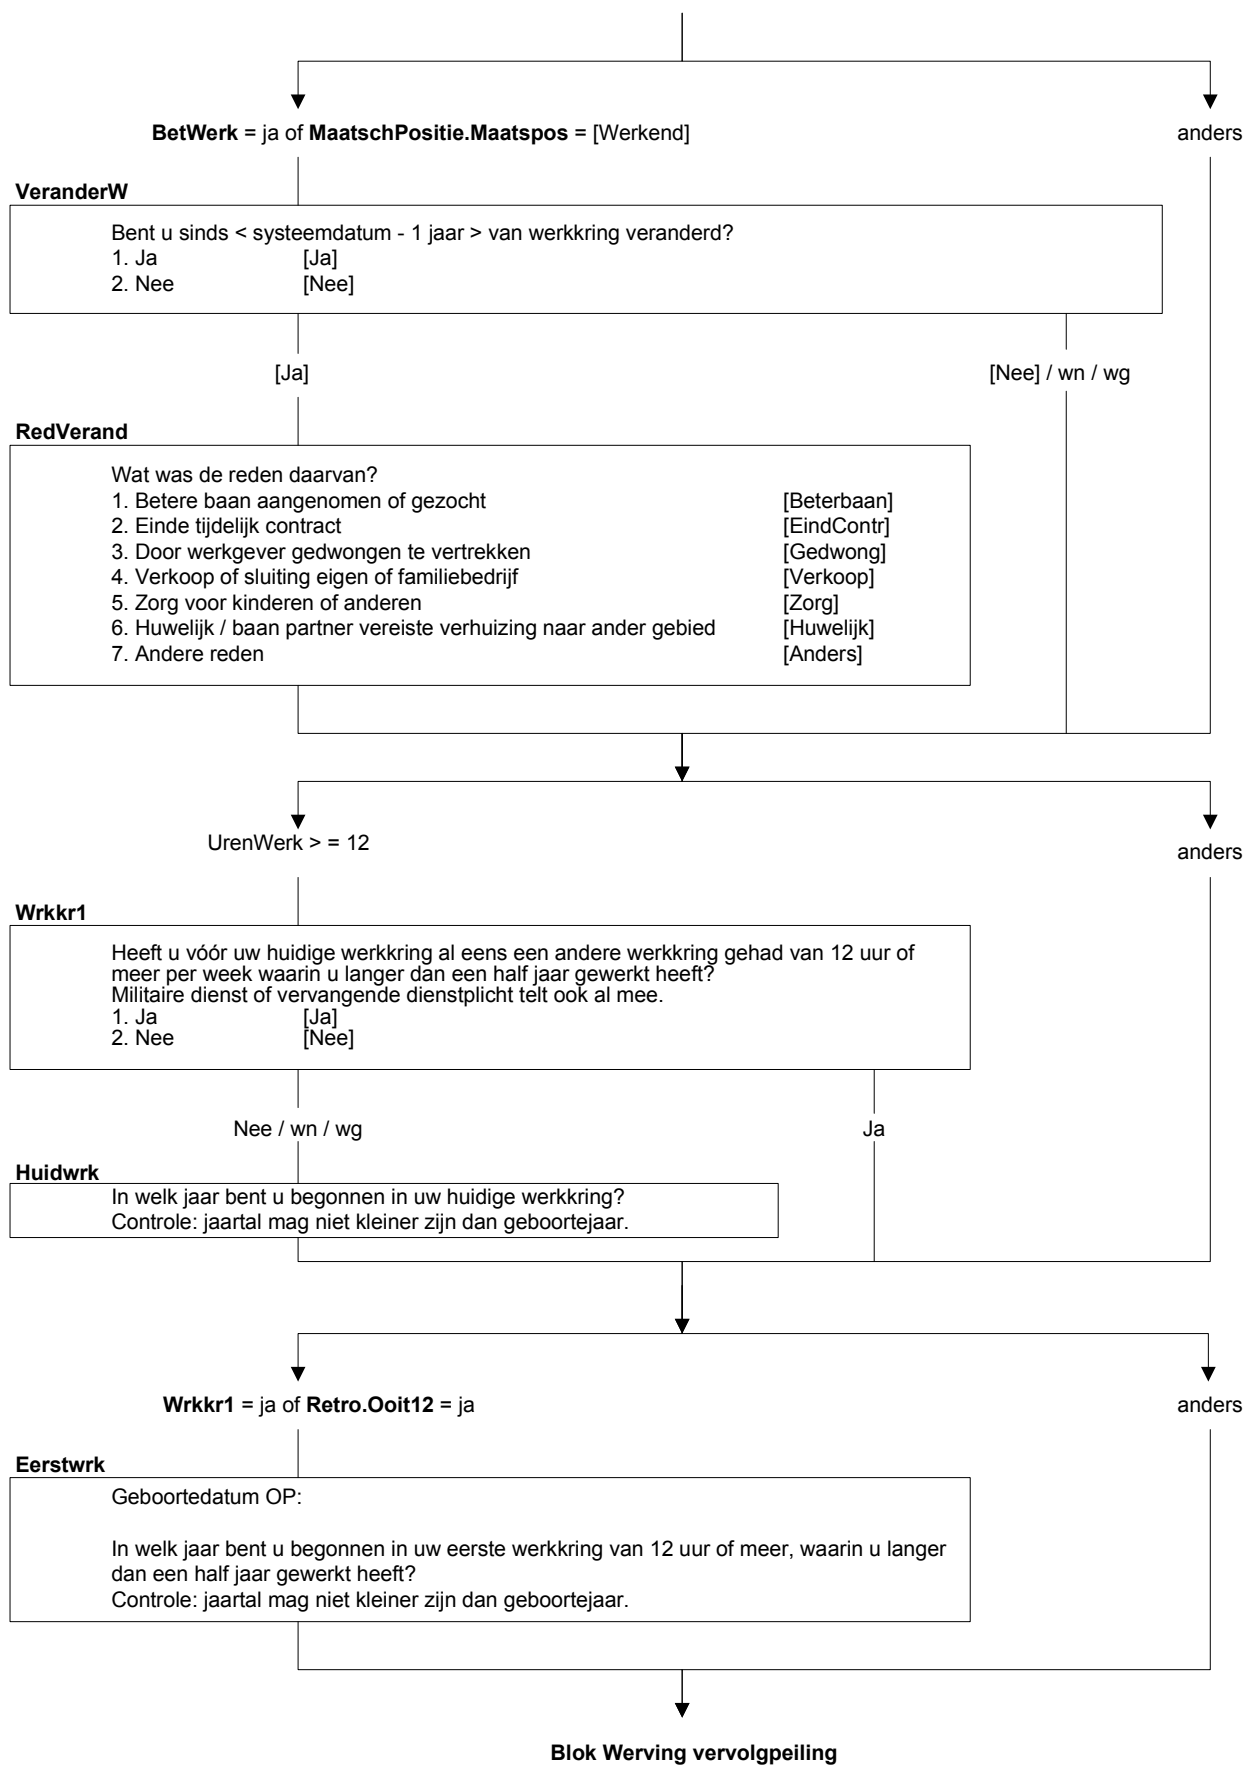 BetWerk = ja of MaatschPositie.Maatspos = [Werkend]
anders
VeranderW
Bent u sinds < systeemdatum - 1 jaar > van werkkring veranderd?
1. Ja [Ja]
2. Nee [Nee]
[Ja]
[Nee] / wn / wg
RedVerand
Wat was de reden daarvan?
1. Betere baan aangenomen of gezocht [Beterbaan]
2. Einde tijdelijk contract [EindContr]
3. Door werkgever gedwongen te vertrekken [Gedwong]
4. Verkoop of sluiting eigen of familiebedrijf [Verkoop]
5. Zorg voor kinderen of anderen [Zorg]
6. Huwelijk / baan partner vereiste verhuizing naar ander gebied [Huwelijk]
7. Andere reden [Anders]
UrenWerk > = 12
anders
Wrkkr1
Heeft u vóór uw huidige werkkring al eens een andere werkkring gehad van 12 uur of
meer per week waarin u langer dan een half jaar gewerkt heeft?
Militaire dienst of vervangende dienstplicht telt ook al mee.
1. Ja [Ja]
2. Nee [Nee]
Nee / wn / wg
Ja
Huidwrk
In welk jaar bent u begonnen in uw huidige werkkring?
Controle: jaartal mag niet kleiner zijn dan geboortejaar.
Wrkkr1 = ja of Retro.Ooit12 = ja
anders
Eerstwrk
Geboortedatum OP:
In welk jaar bent u begonnen in uw eerste werkkring van 12 uur of meer, waarin u langer
dan een half jaar gewerkt heeft?
Controle: jaartal mag niet kleiner zijn dan geboortejaar.
Blok Werving vervolgpeiling